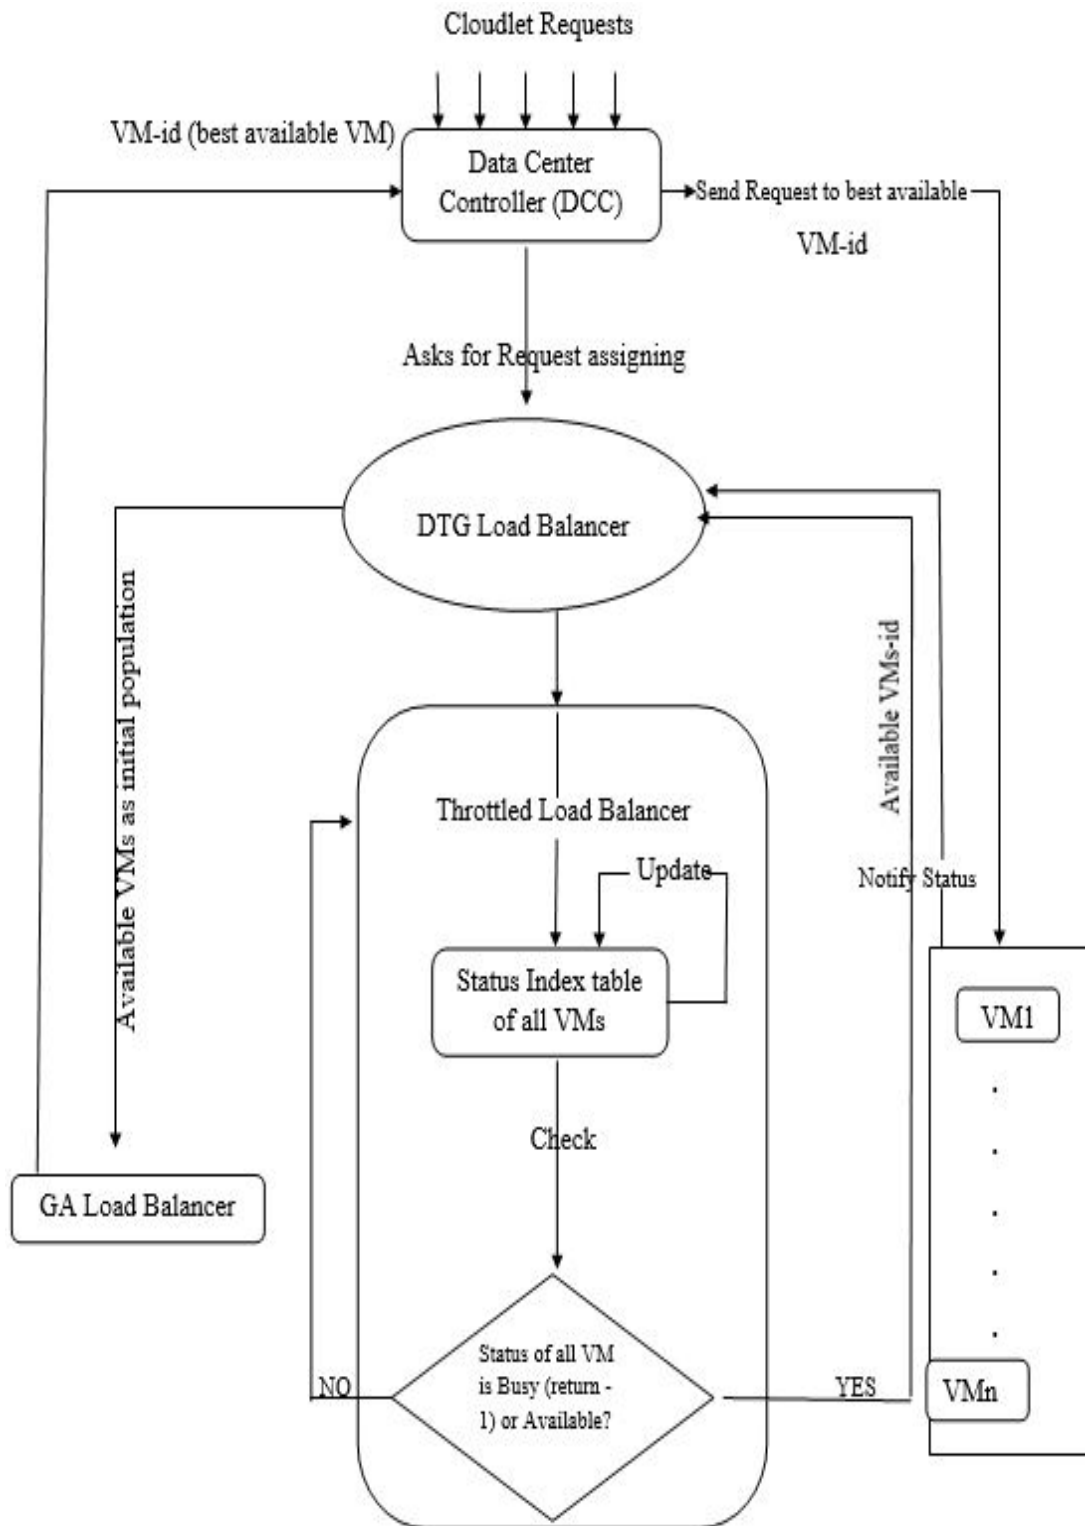 Cloudlet Requests
VM-id (best available VM)
Data Center
Controller (DCC)
Send Request to best available
VM-id
Asks for Request assigning
DTG Load Balancer
Available VMs as initial population
Available VMs-id
Throttled Load Balancer
Update
Notify Status
Status Index table
of all VMs
VM1
.
.
.
.
.
Check
GA Load Balancer
Status of all VM
is Busy (return -
1) or Available?
NO
YES
VMn